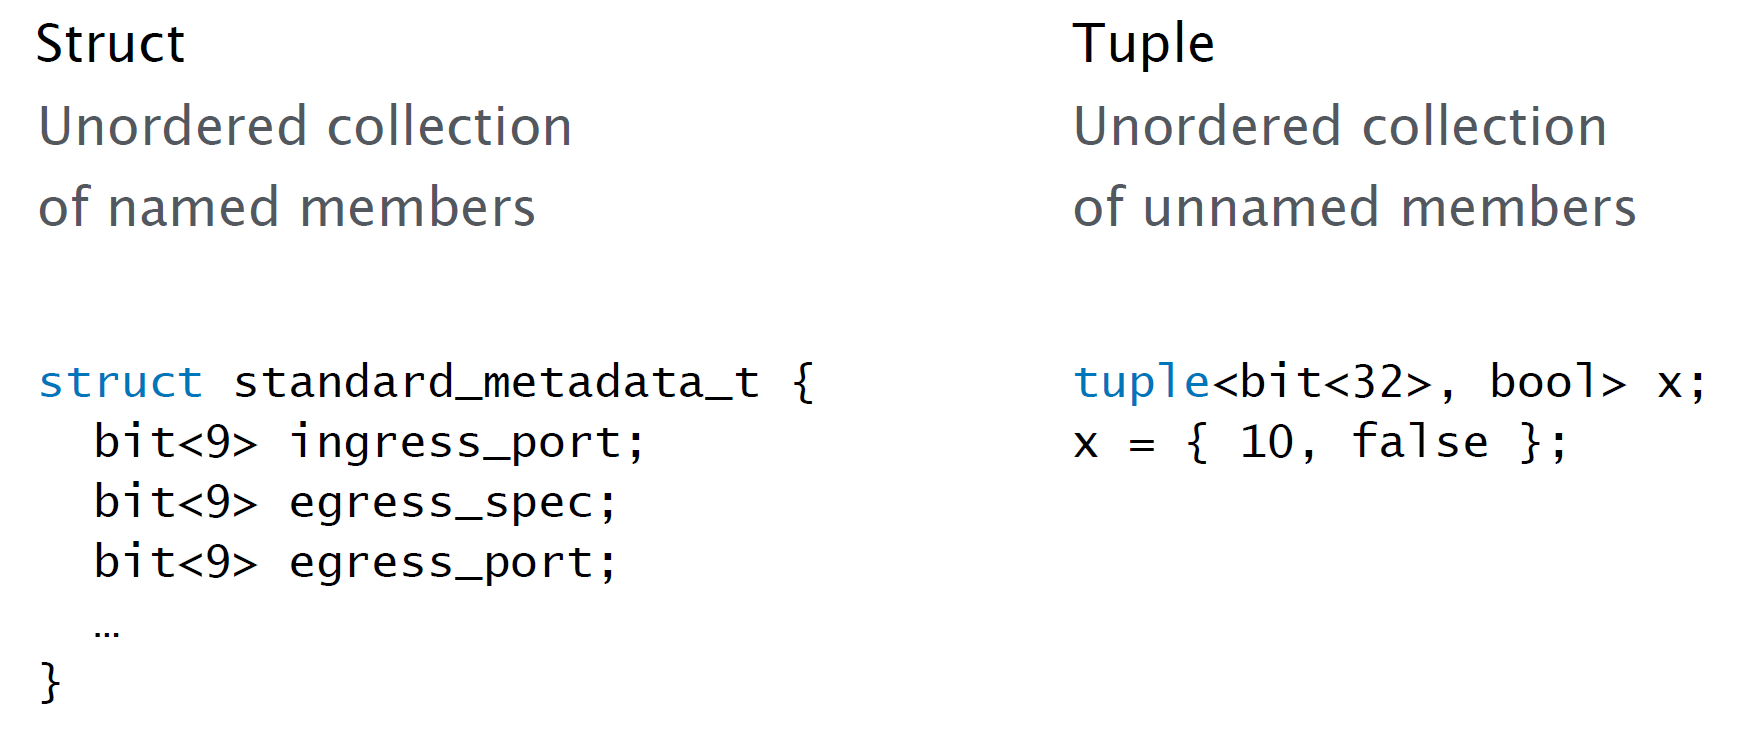 Struct
Unordered collection
of named members
struct standard_metadata_t {
  bit<9> ingress_port;
  bit<9> egress_spec;
  bit<9> egress_port;
  …
}
Tuple
Unordered collection
of unnamed members
tuple<bit<32>, bool> x;
x = { 10, false };